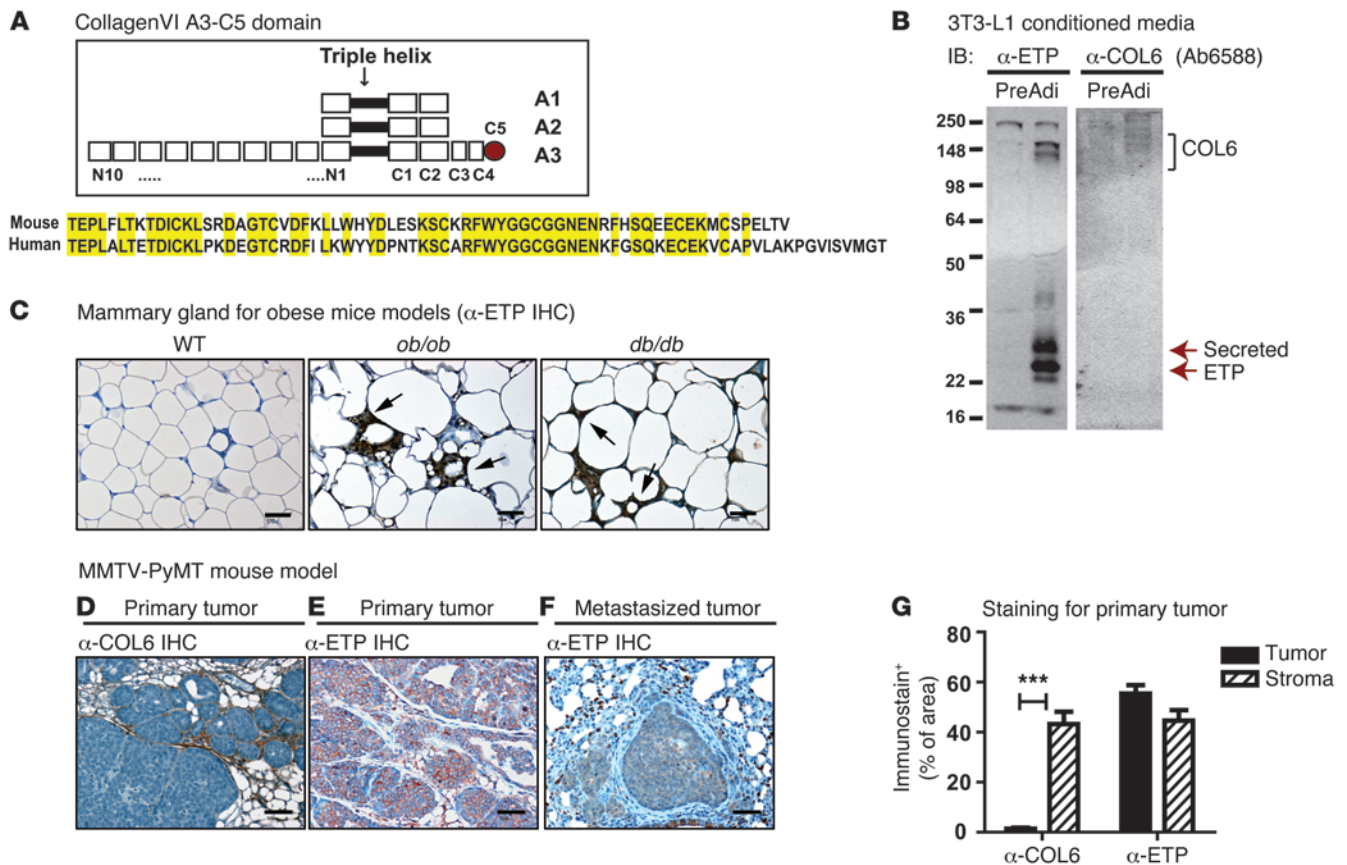 A CollagenVI A3-C5 domain
Triple helix
↓
A1
A2
C5
A3
N10 ..... ....N1 C1 C2 C3 C4
Mouse TEPLFLTKTDICKLSRDAGTCVDFKLLWHYDLESKSCKRFWYGGCGGNENRFHSQEECEKMCSPELTV
Human TEPLALTETDICKLPKDEGTCRDFILKWYYDPNTKSCARFWYGGCGGNENKFGSQKECEKVCAPVLAKPGVISVMGT
B 3T3-L1 conditioned media
IB: α-ETP α-COL6 (Ab6588)
PreAdi PreAdi
250
148
98
64
50
36
22
16
COL6
Secreted
ETP
C Mammary gland for obese mice models (α-ETP IHC)
WT ob/ob db/db
MMTV-PyMT mouse model
D Primary tumor
α-COL6 IHC
E Primary tumor
α-ETP IHC
F Metastasized tumor
α-ETP IHC
G Staining for primary tumor
Immunostain⁺
(% of area)
80
60
40
20
0
***
Tumor
Stroma
α-COL6 α-ETP